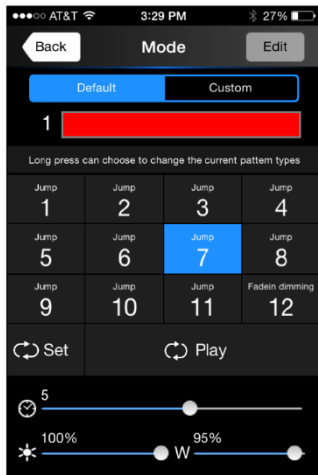 AT&T 3:29 PM 27%
Back Mode Edit
Default Custom
1
Long press can choose to change the current pattem types
Jump Jump Jump Jump
1 2 3 4
Jump Jump Jump Jump
5 6 7 8
Jump Jump Jump Fadein dimming
9 10 11 12
Set Play
5
100% W 95%